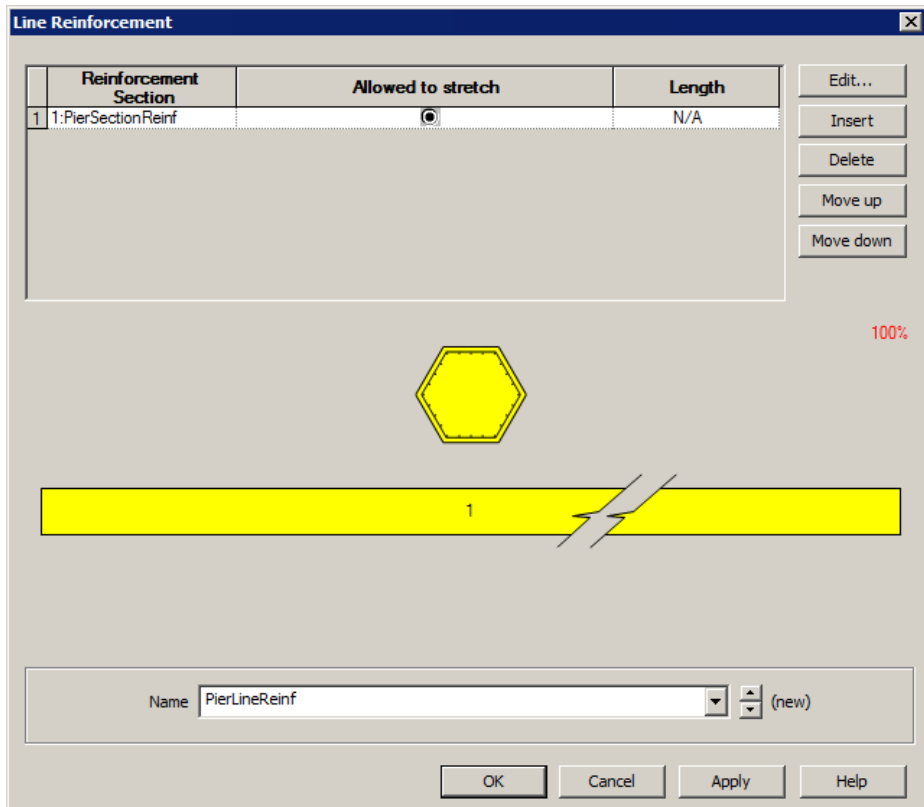 Line Reinforcement
Reinforcement Section Allowed to stretch Length
1 1:PierSectionReinf N/A
Edit...
Insert
Delete
Move up
Move down
100%
1
Name PierLineReinf (new)
OK Cancel Apply Help